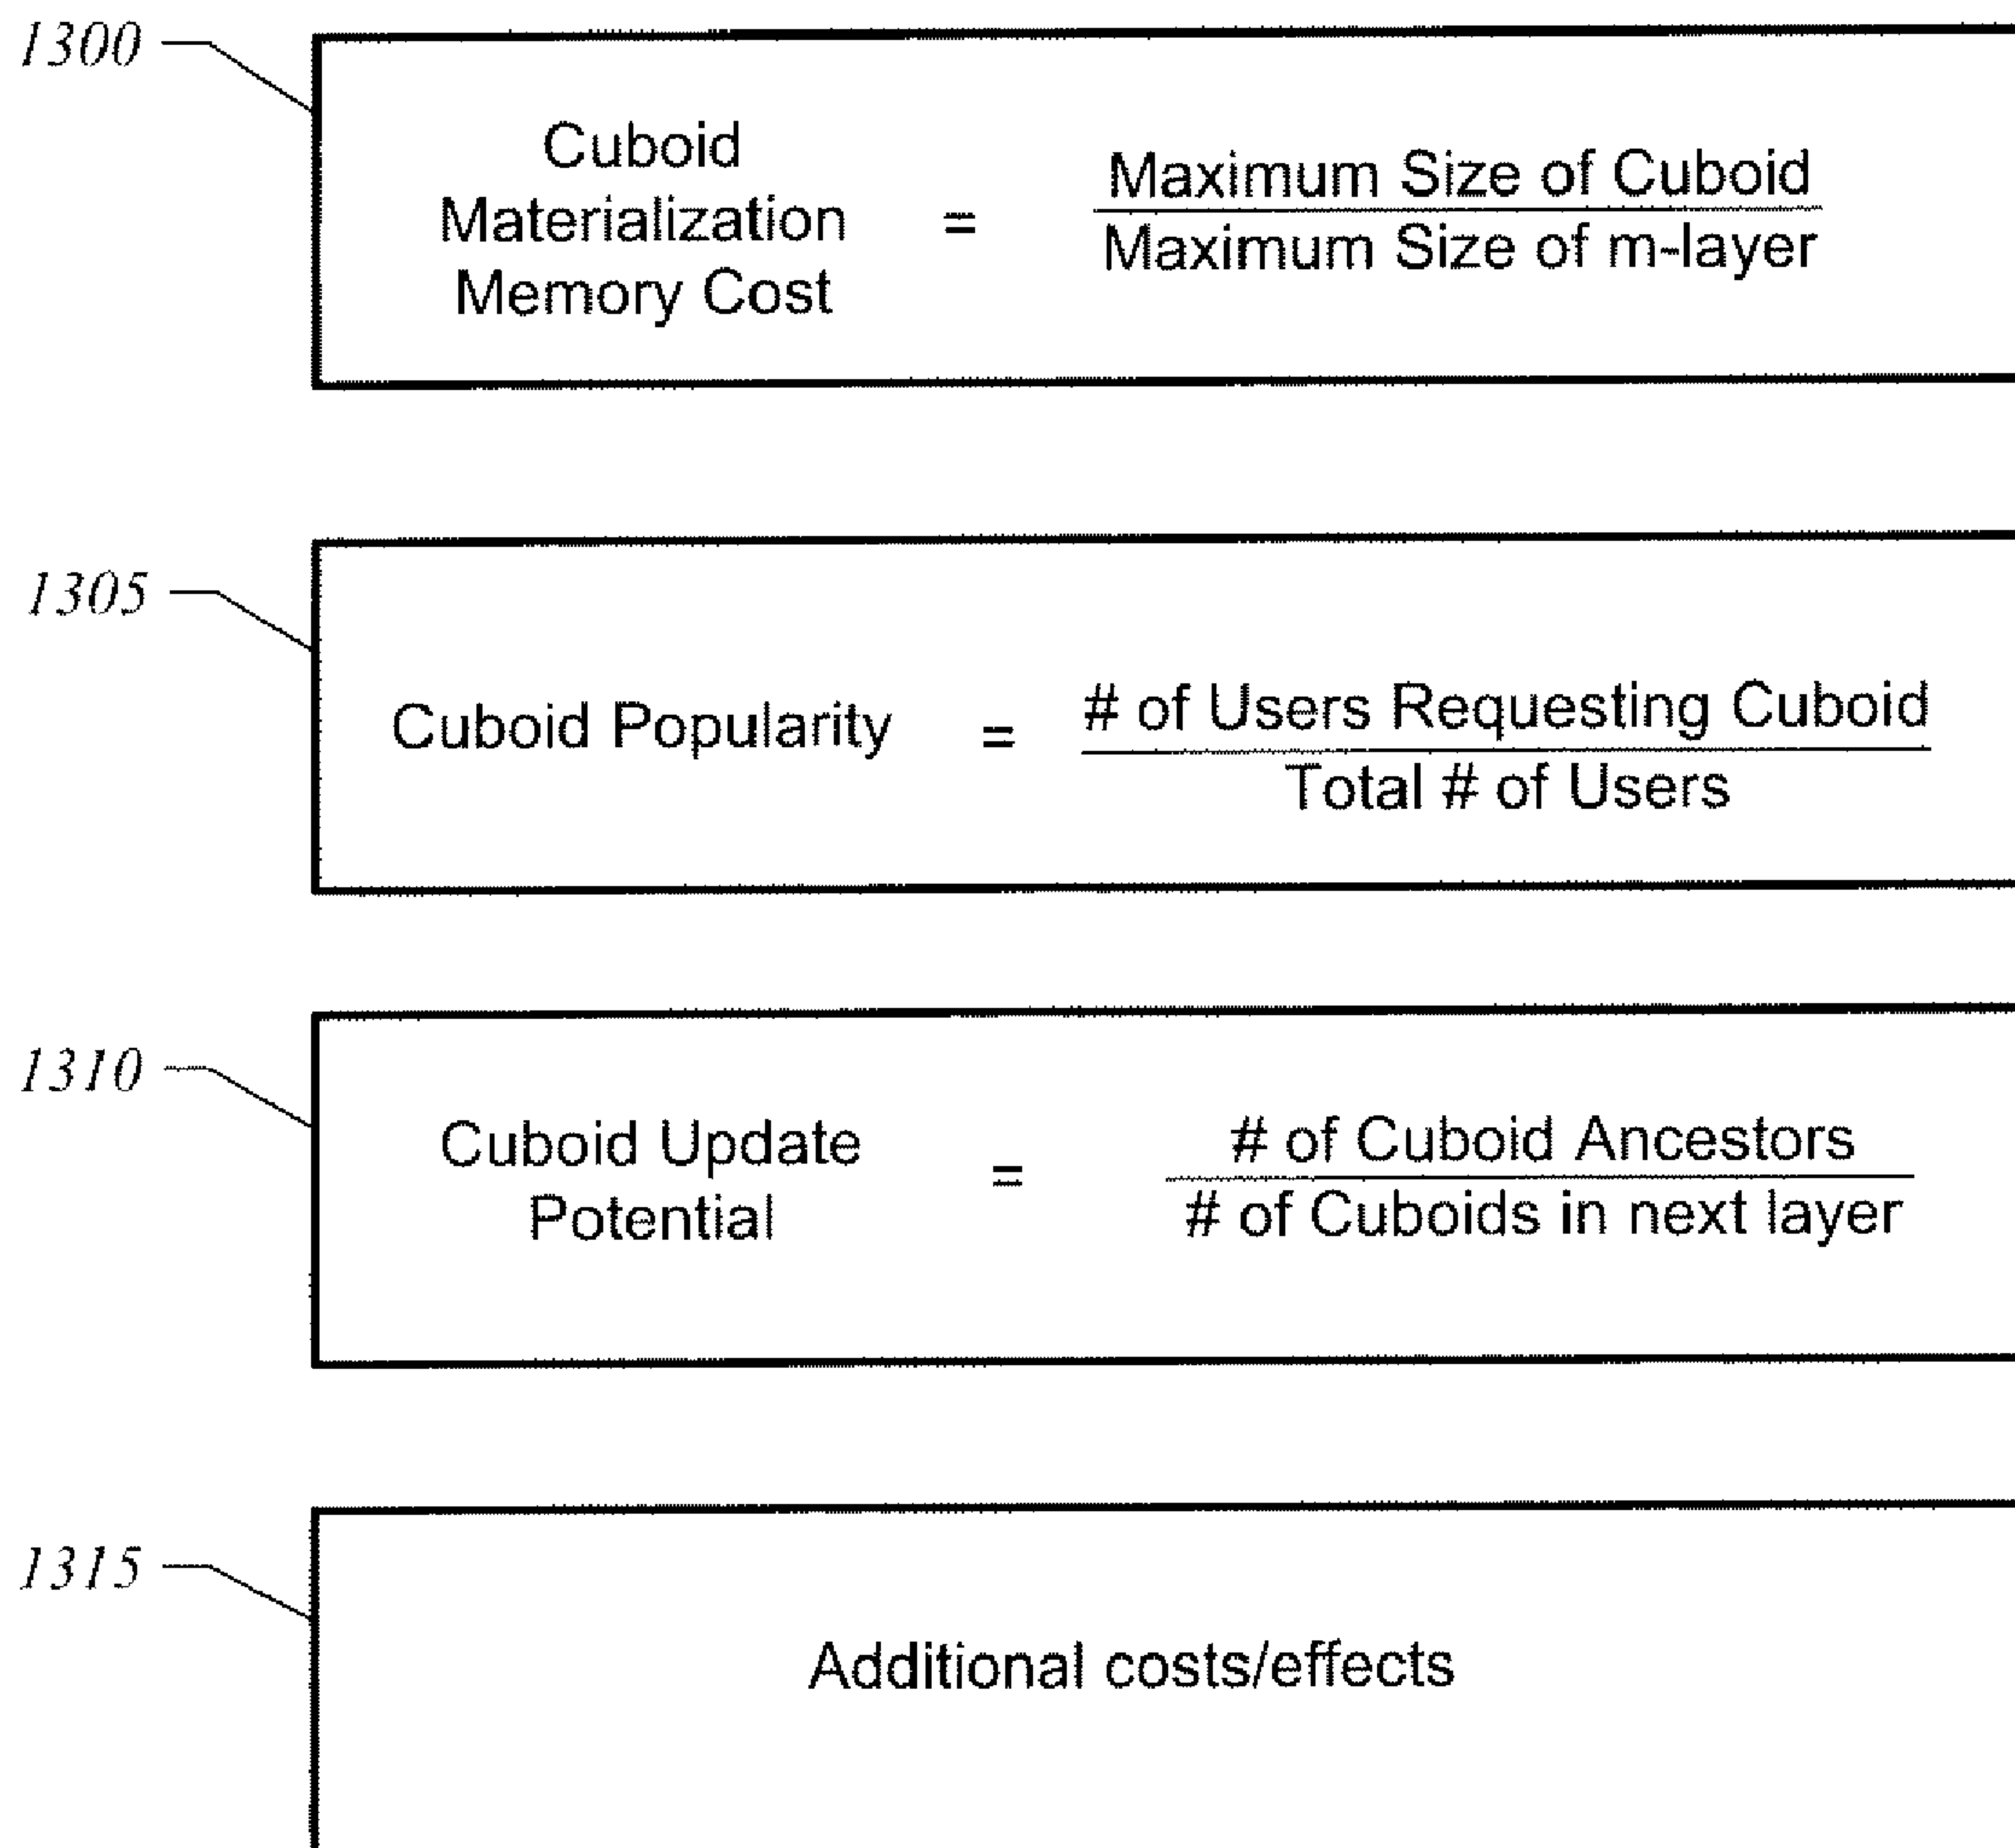 1300
Cuboid
Materialization
Memory Cost
=
Maximum Size of Cuboid
Maximum Size of m-layer
1305
Cuboid Popularity
=
# of Users Requesting Cuboid
Total # of Users
1310
Cuboid Update
Potential
=
# of Cuboid Ancestors
# of Cuboids in next layer
1315
Additional costs/effects